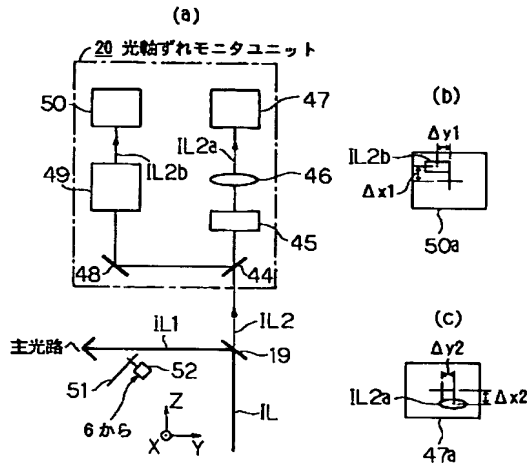 (a)
20 光軸ずれモニタユニット
50
47
IL2b
IL2a
49
46
45
48
44
IL2
主光路へ
IL1
19
51
52
6から
Z
X
Y
IL
(b)
Δy1
IL2b
Δx1
50a
(c)
Δy2
IL2a
Δx2
47a